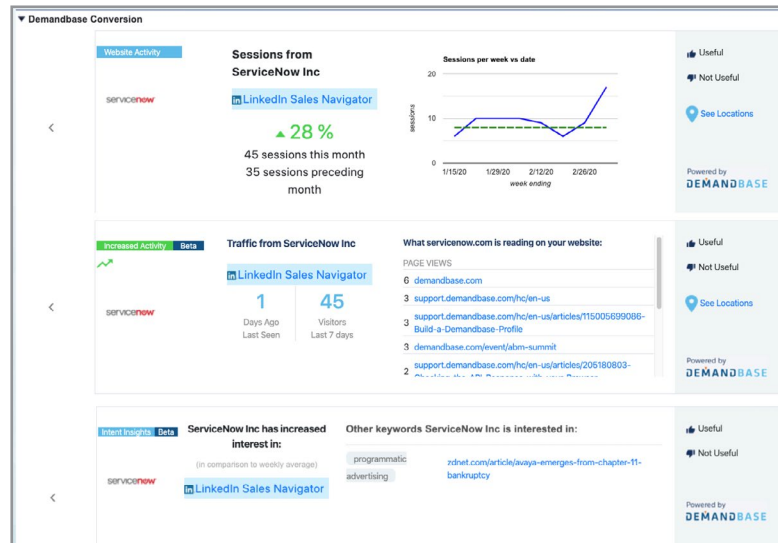 Demandbase Conversion
Website Activity
servicenow
Sessions from
ServiceNow Inc
LinkedIn Sales Navigator
28 %
45 sessions this month
35 sessions preceding
month
Sessions per week vs date
20
10
0
sessions
1/15/20 1/29/20 2/12/20 2/26/20
week ending
Useful
Not Useful
See Locations
Powered by
DEMANDBASE
Increased Activity Beta
servicenow
Traffic from ServiceNow Inc
LinkedIn Sales Navigator
1 45
Days Ago Visitors
Last Seen Last 7 days
What servicenow.com is reading on your website:
PAGE VIEWS
6 demandbase.com
3 support.demandbase.com/hc/en-us
3 support.demandbase.com/hc/en-us/articles/115005699086-
Build-a-Demandbase-Profile
3 demandbase.com/event/abm-summit
2 support.demandbase.com/hc/en-us/articles/205180803-
Checking-the-API-Response-with-your-Browser
Useful
Not Useful
See Locations
Powered by
DEMANDBASE
Intent Insights Beta
servicenow
ServiceNow Inc has increased
interest in:
(in comparison to weekly average)
LinkedIn Sales Navigator
Other keywords ServiceNow Inc is interested in:
programmatic
advertising
zdnet.com/article/avaya-emerges-from-chapter-11-
bankruptcy
Useful
Not Useful
Powered by
DEMANDBASE